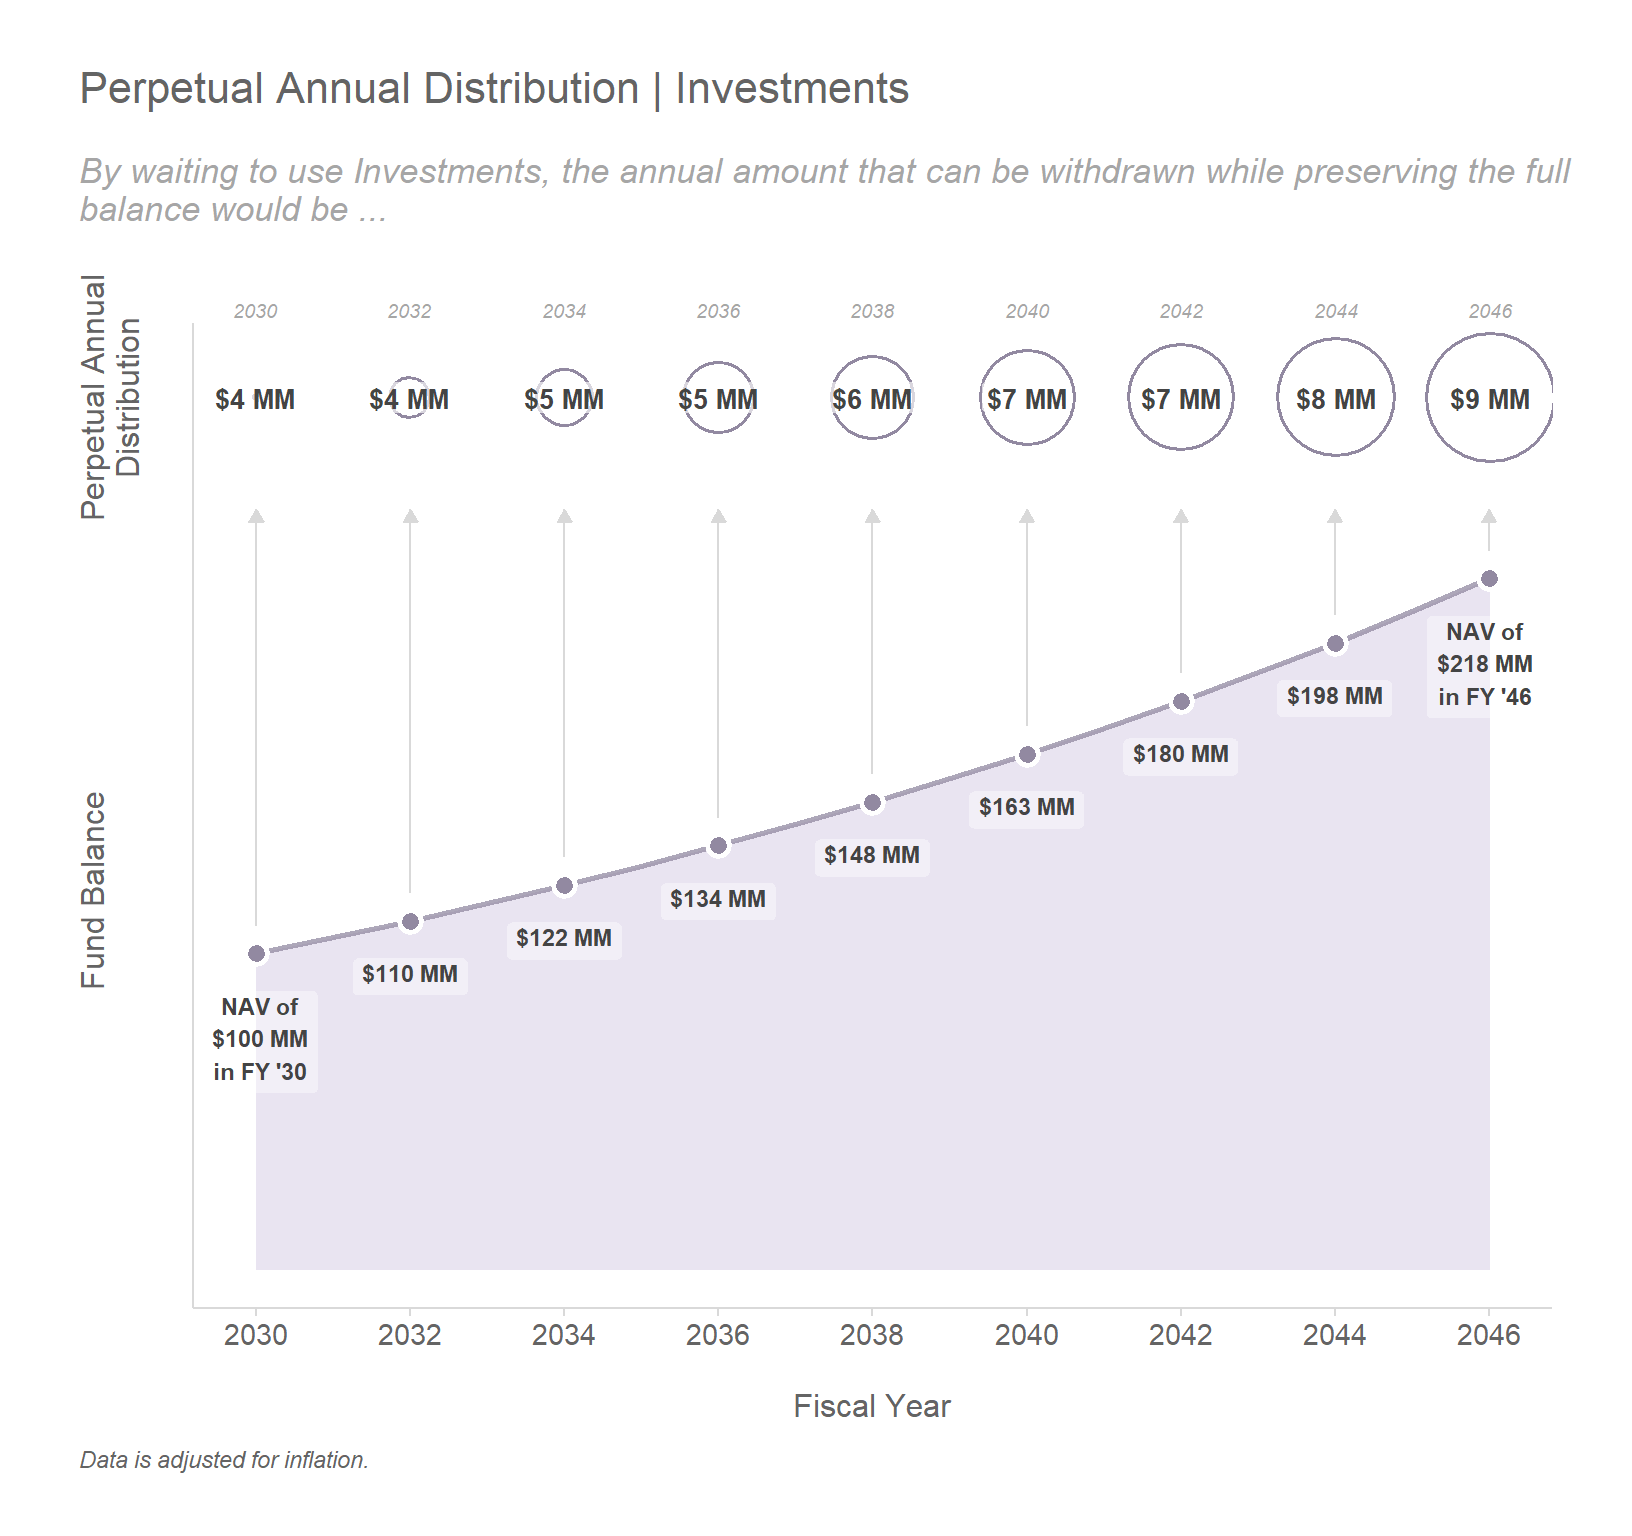 Perpetual Annual Distribution | Investments
By waiting to use Investments, the annual amount that can be withdrawn while preserving the full
balance would be ...
Perpetual Annual
Distribution
2030 2032 2034 2036 2038 2040 2042 2044 2046
$4 MM $4 MM $5 MM $5 MM $6 MM $7 MM $7 MM $8 MM $9 MM
Fund Balance
NAV of
$100 MM
in FY '30
$110 MM
$122 MM
$134 MM
$148 MM
$163 MM
$180 MM
$198 MM
NAV of
$218 MM
in FY '46
2030 2032 2034 2036 2038 2040 2042 2044 2046
Fiscal Year
Data is adjusted for inflation.